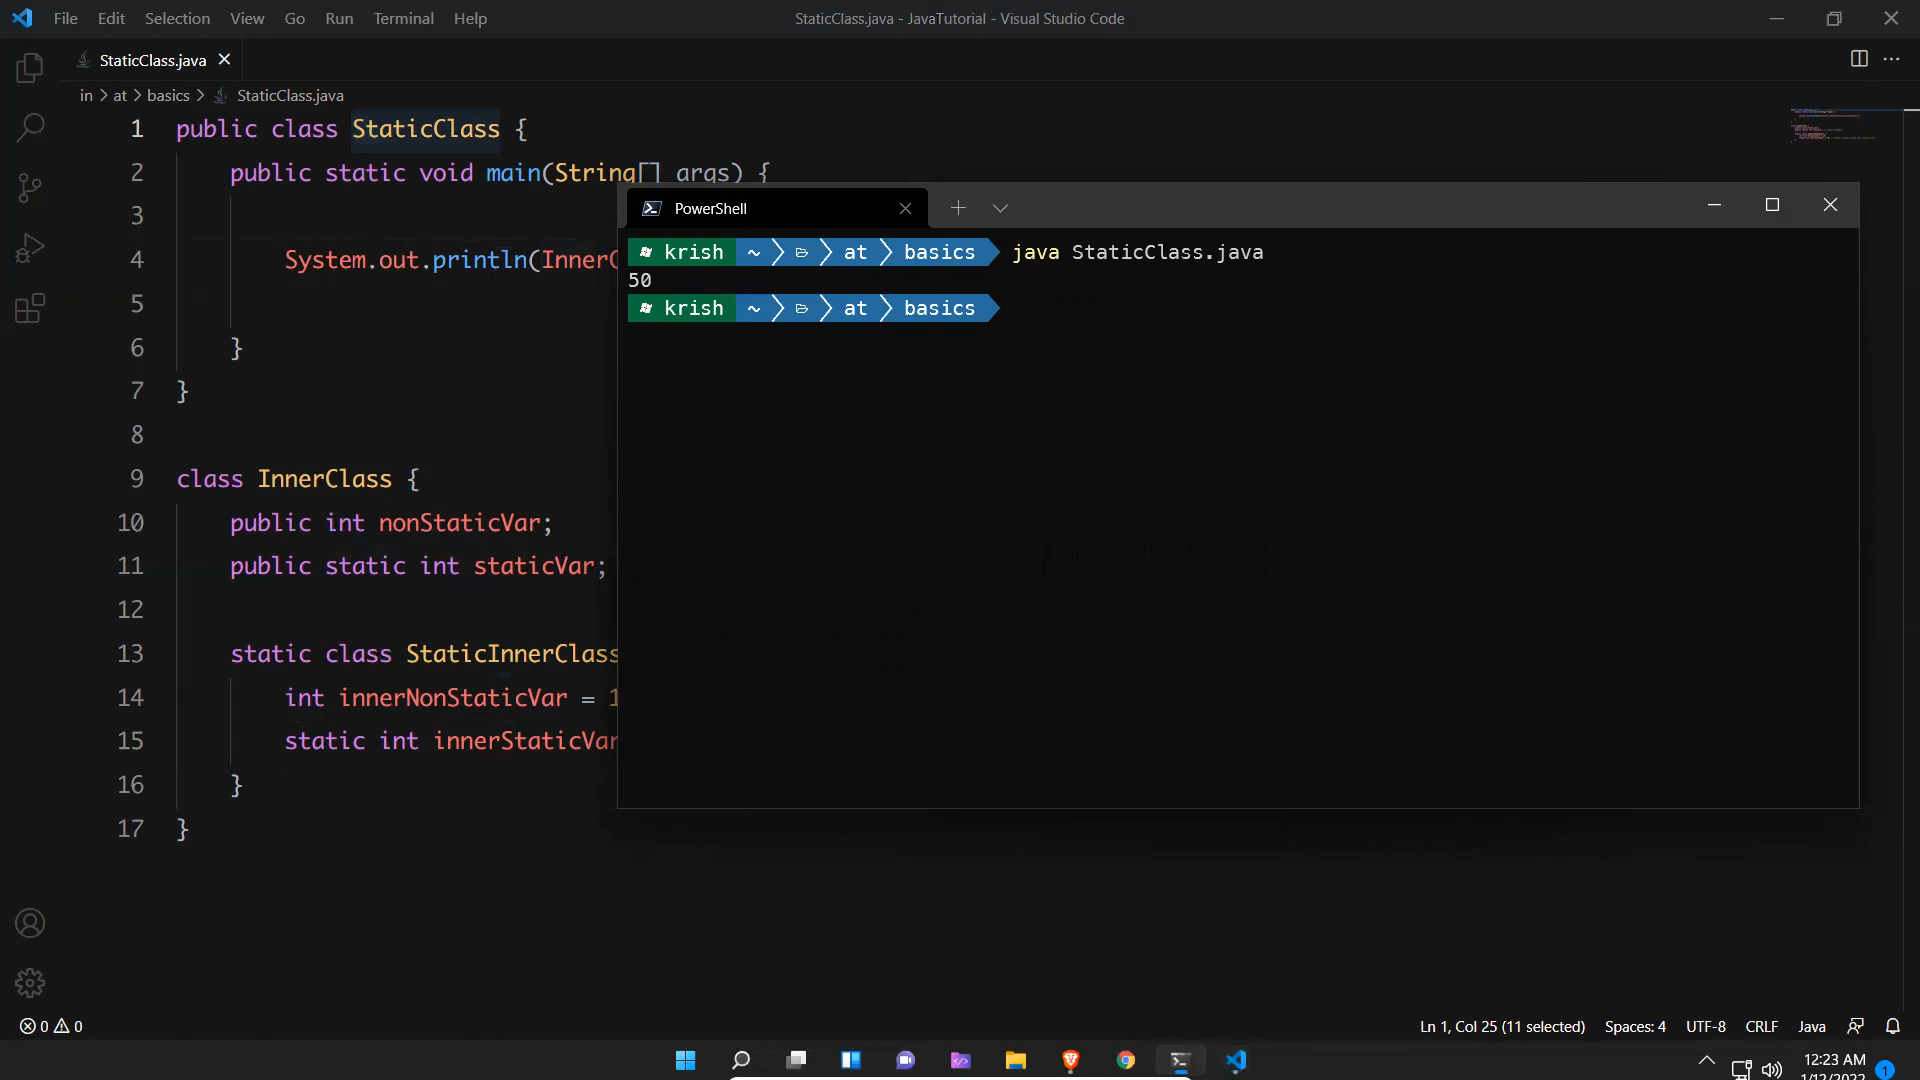 File Edit Selection View Go Run Terminal Help
StaticClass.java - JavaTutorial - Visual Studio Code
StaticClass.java
in > at > basics > StaticClass.java
1 public class StaticClass {
2 public static void main(String[] args) {
3
4 System.out.println(InnerC
5
6 }
7 }
8
9 class InnerClass {
10 public int nonStaticVar;
11 public static int staticVar;
12
13 static class StaticInnerClass
14 int innerNonStaticVar = 1
15 static int innerStaticVar
16 }
17 }
PowerShell
krish ~ at basics java StaticClass.java
50
krish ~ at basics
0 0
Ln 1, Col 25 (11 selected) Spaces: 4 UTF-8 CRLF Java
12:23 AM
1/12/2022
1